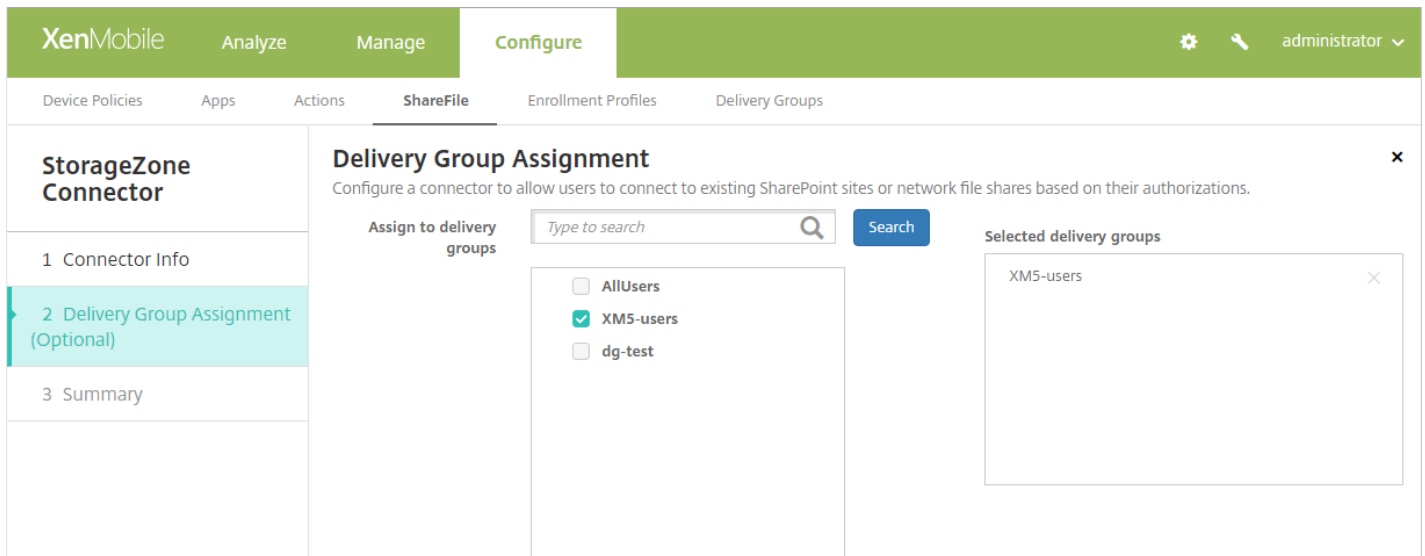 XenMobile Analyze Manage Configure administrator
Device Policies Apps Actions ShareFile Enrollment Profiles Delivery Groups
StorageZone
Connector
1 Connector Info
2 Delivery Group Assignment
(Optional)
3 Summary
Delivery Group Assignment
Configure a connector to allow users to connect to existing SharePoint sites or network file shares based on their authorizations.
Assign to delivery
groups
Type to search
Search
AllUsers
XM5-users
dg-test
Selected delivery groups
XM5-users